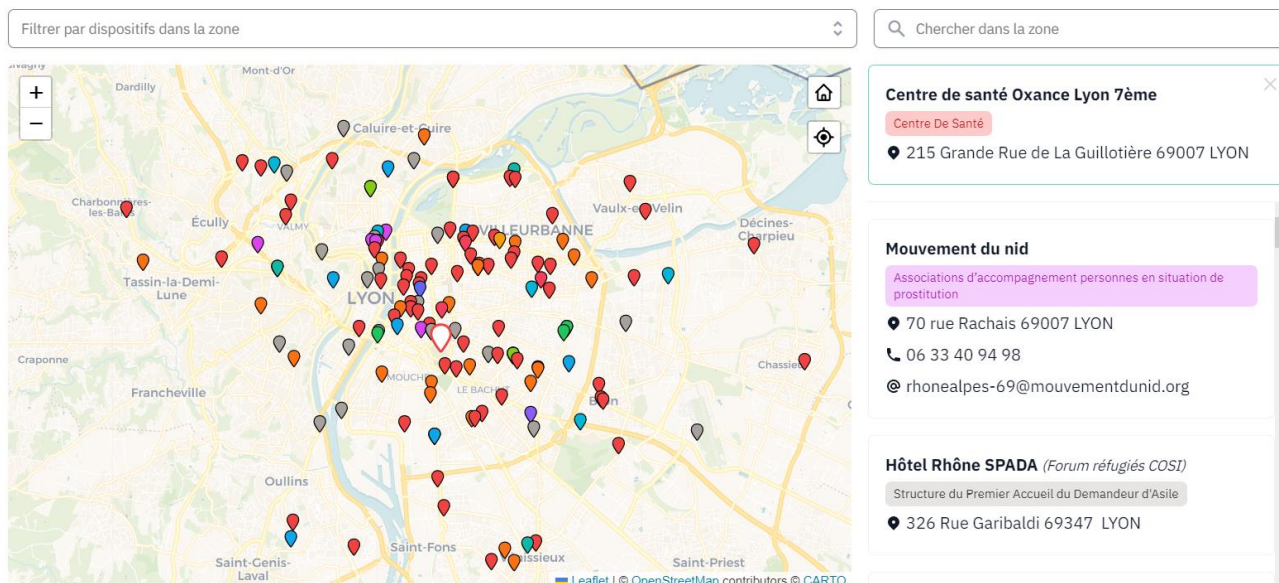 Filtrer par dispositifs dans la zone
Chercher dans la zone
Mont-d'Or
Dardilly
+
−
Caluire-et-Cuire
Charbonnières-
les-Bains
Écully
VALMY
VILLEURBANNE
Vaulx-en-Velin
Décines-
Charpieu
Tassin-la-Demi-
Lune
LYON
Craponne
Francheville
MOUCHE
LE BACHUT
Chassieu
Bron
Oullins
Saint-Fons
Vénissieux
Saint-Priest
Saint-Genis-
Laval
Leaflet | © OpenStreetMap contributors © CARTO
Centre de santé Oxance Lyon 7ème
Centre De Santé
215 Grande Rue de La Guillotière 69007 LYON
Mouvement du nid
Associations d'accompagnement personnes en situation de
prostitution
70 rue Rachais 69007 LYON
06 33 40 94 98
@ rhonealpes-69@mouvementdunid.org
Hôtel Rhône SPADA (Forum réfugiés COSI)
Structure du Premier Accueil du Demandeur d'Asile
326 Rue Garibaldi 69347 LYON